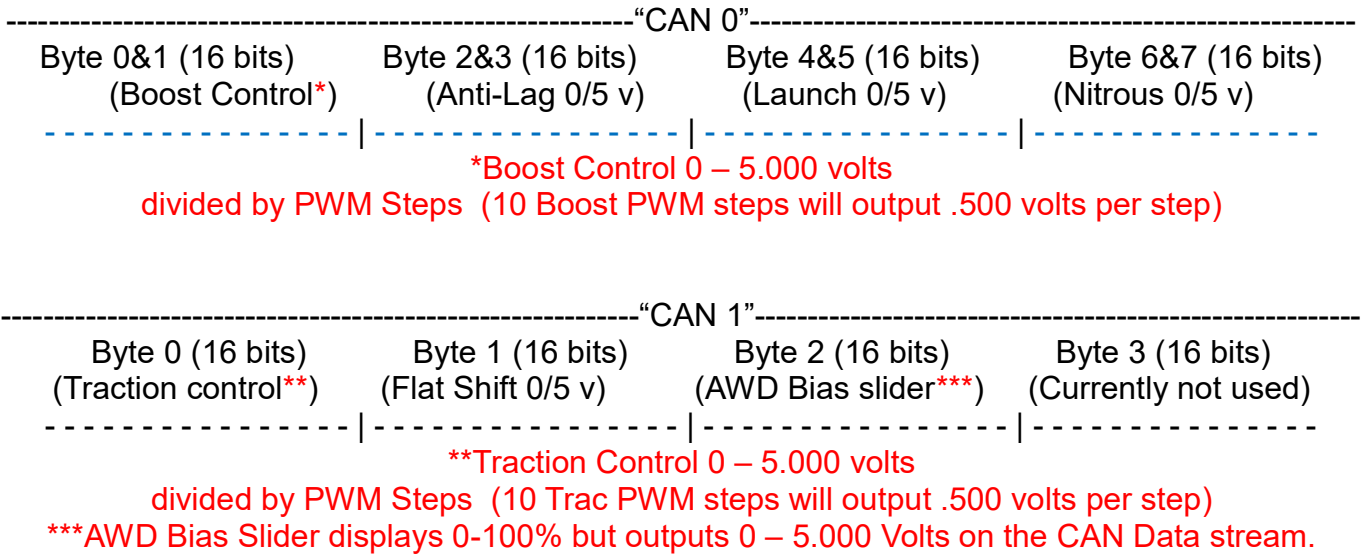 ------------------------------------------------------------“CAN 0”----------------------------------------------------------
Byte 0&1 (16 bits) Byte 2&3 (16 bits) Byte 4&5 (16 bits) Byte 6&7 (16 bits)
(Boost Control*) (Anti-Lag 0/5 v) (Launch 0/5 v) (Nitrous 0/5 v)
- - - - - - - - - - - - - - - - | - - - - - - - - - - - - - - - - | - - - - - - - - - - - - - - - - | - - - - - - - - - - - - - - -
*Boost Control 0 – 5.000 volts
divided by PWM Steps (10 Boost PWM steps will output .500 volts per step)
-------------------------------------------------------------“CAN 1”----------------------------------------------------------
Byte 0 (16 bits) Byte 1 (16 bits) Byte 2 (16 bits) Byte 3 (16 bits)
(Traction control**) (Flat Shift 0/5 v) (AWD Bias slider***) (Currently not used)
- - - - - - - - - - - - - - - - | - - - - - - - - - - - - - - - - | - - - - - - - - - - - - - - - - | - - - - - - - - - - - - - - -
**Traction Control 0 – 5.000 volts
divided by PWM Steps (10 Trac PWM steps will output .500 volts per step)
***AWD Bias Slider displays 0-100% but outputs 0 – 5.000 Volts on the CAN Data stream.